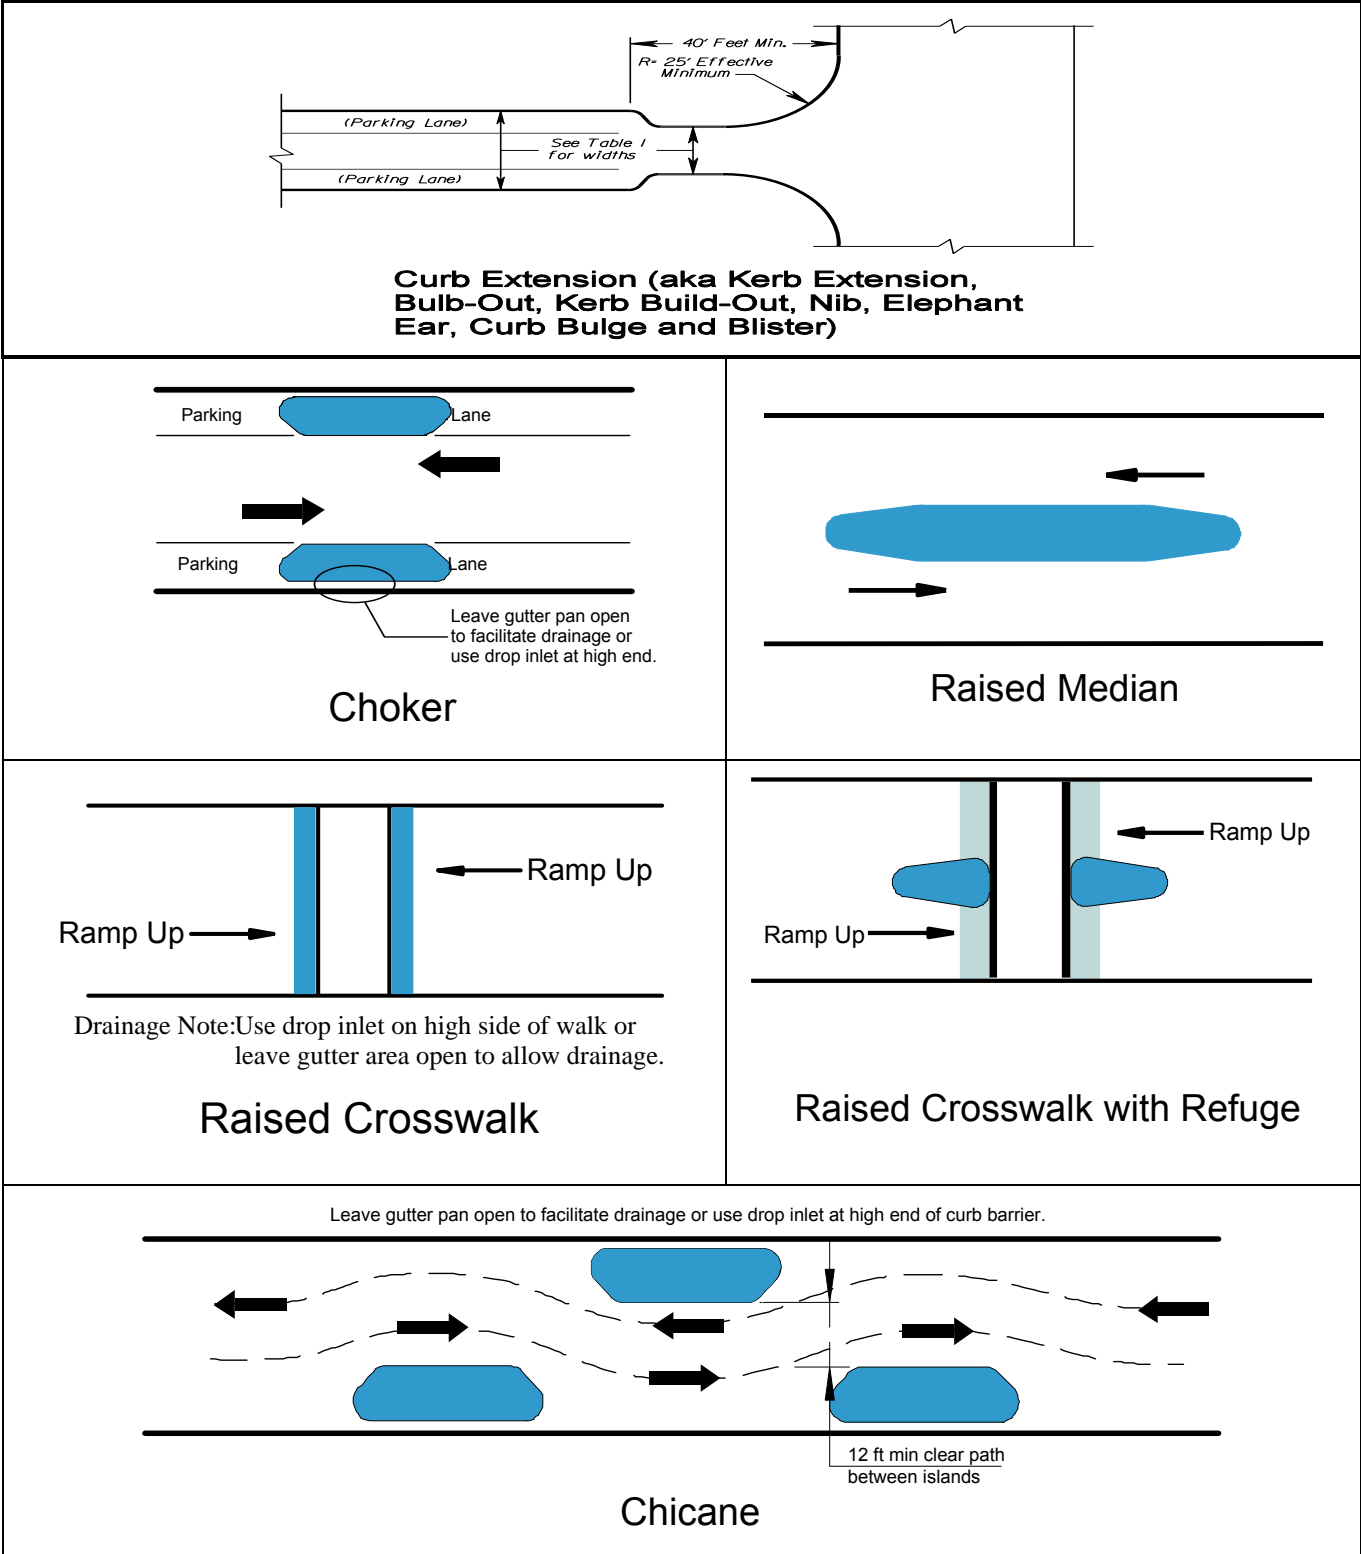 40' Feet Min.
R= 25' Effective
Minimum
(Parking Lane)
See Table 1
for widths
(Parking Lane)
Curb Extension (aka Kerb Extension,
Bulb-Out, Kerb Build-Out, Nib, Elephant
Ear, Curb Bulge and Blister)
Parking Lane
Parking Lane
Leave gutter pan open
to facilitate drainage or
use drop inlet at high end.
Choker
Raised Median
Ramp Up
Ramp Up
Drainage Note:Use drop inlet on high side of walk or
leave gutter area open to allow drainage.
Raised Crosswalk
Ramp Up
Ramp Up
Raised Crosswalk with Refuge
Leave gutter pan open to facilitate drainage or use drop inlet at high end of curb barrier.
12 ft min clear path
between islands
Chicane